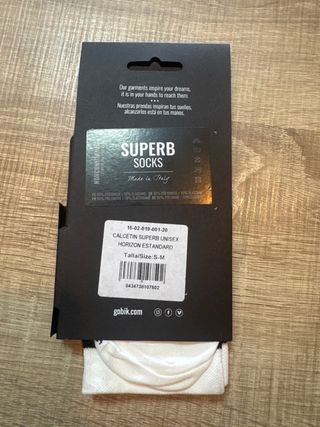 Our garments inspire your dreams,
it is in your hands to reach them.
Nuestras prendas inspiran tus sueños,
alcanzarlos está en tus manos.
SUPERB
SOCKS
Made in Italy
15-02-019-001-20
CALCETIN SUPERB UNISEX
HORIZON ESTANDARD
Talla/Size:S-M
8434738107502
gobik.com